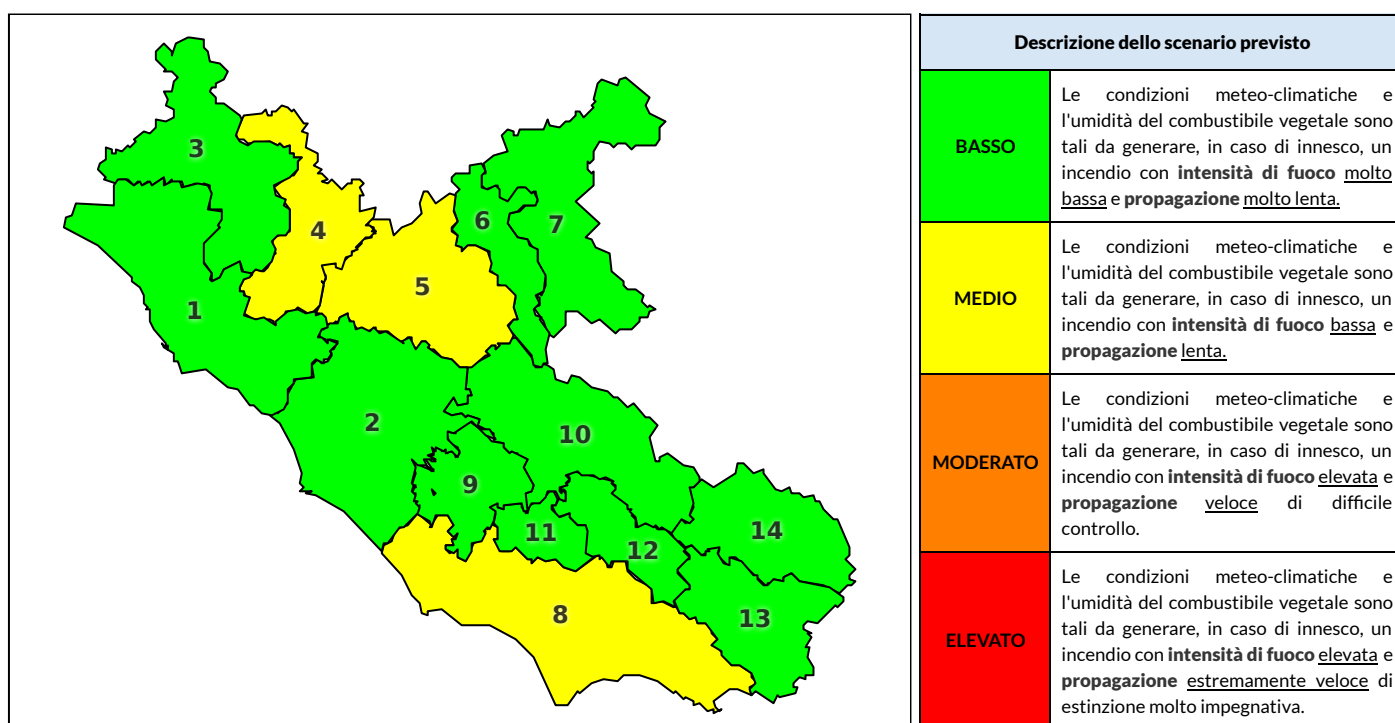 3
4
6
7
5
1
2
10
9
11
12
14
8
13
Descrizione dello scenario previsto
BASSO
Le condizioni meteo-climatiche e
l'umidità del combustibile vegetale sono
tali da generare, in caso di innesco, un
incendio con intensità di fuoco molto
bassa e propagazione molto lenta.
MEDIO
Le condizioni meteo-climatiche e
l'umidità del combustibile vegetale sono
tali da generare, in caso di innesco, un
incendio con intensità di fuoco bassa e
propagazione lenta.
MODERATO
Le condizioni meteo-climatiche e
l'umidità del combustibile vegetale sono
tali da generare, in caso di innesco, un
incendio con intensità di fuoco elevata e
propagazione veloce di difficile
controllo.
ELEVATO
Le condizioni meteo-climatiche e
l'umidità del combustibile vegetale sono
tali da generare, in caso di innesco, un
incendio con intensità di fuoco elevata e
propagazione estremamente veloce di
estinzione molto impegnativa.